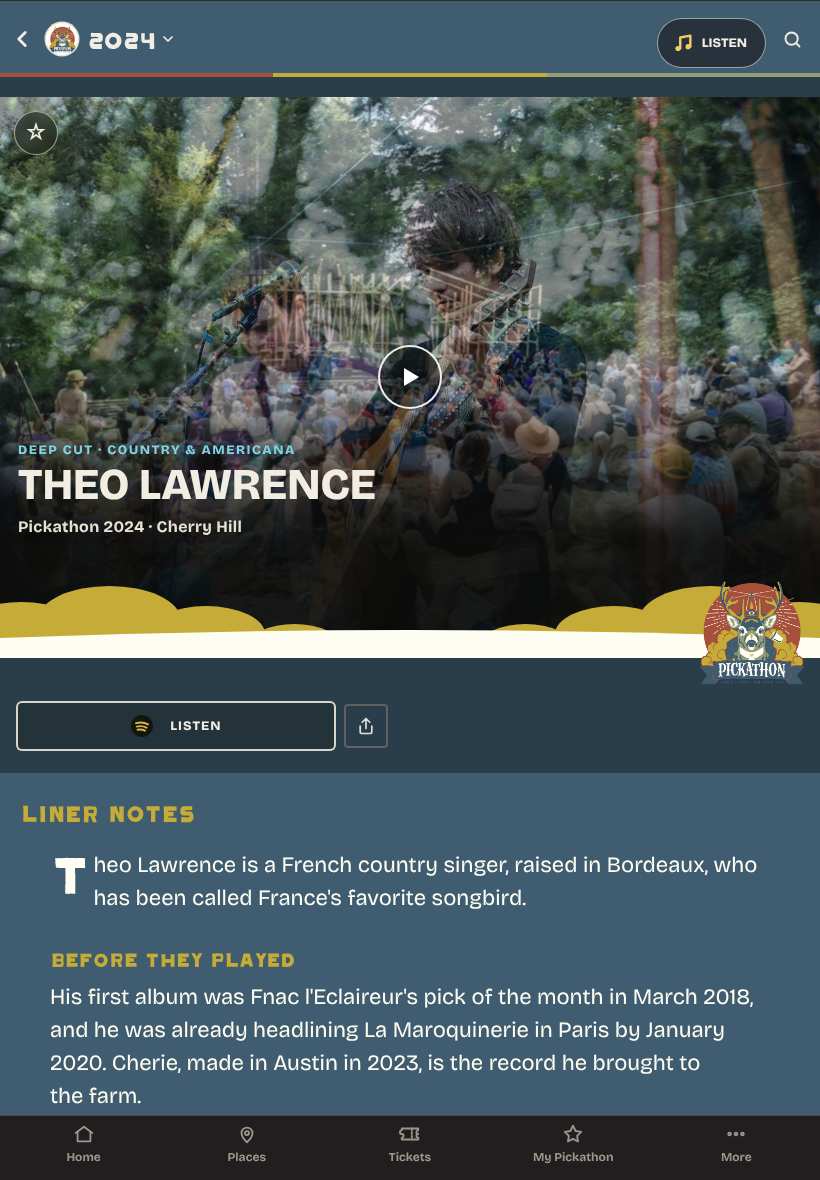 2024
LISTEN
DEEP CUT · COUNTRY & AMERICANA
THEO LAWRENCE
Pickathon 2024 · Cherry Hill
PICKATHON
LISTEN
LINER NOTES
Theo Lawrence is a French country singer, raised in Bordeaux, who
has been called France's favorite songbird.
BEFORE THEY PLAYED
His first album was Fnac l'Eclaireur's pick of the month in March 2018,
and he was already headlining La Maroquinerie in Paris by January
2020. Cherie, made in Austin in 2023, is the record he brought to
the farm.
Home
Places
Tickets
My Pickathon
More